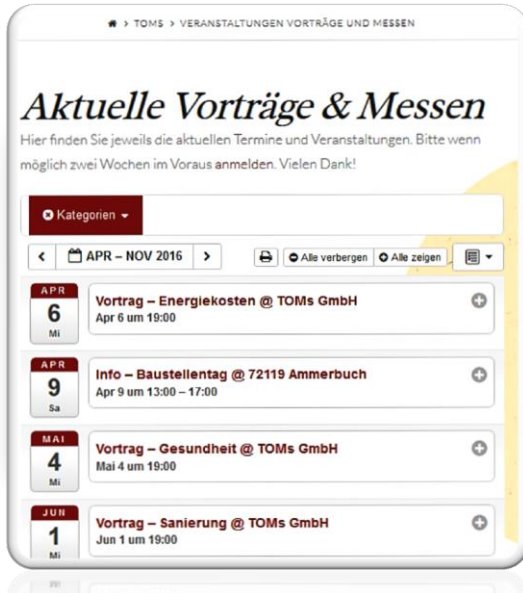 > TOMS > VERANSTALTUNGEN VORTRÄGE UND MESSEN
Aktuelle Vorträge & Messen
Hier finden Sie jeweils die aktuellen Termine und Veranstaltungen. Bitte wenn
möglich zwei Wochen im Voraus anmelden. Vielen Dank!
Kategorien
APR – NOV 2016
Alle verbergen
Alle zeigen
APR
6
Mi
Vortrag – Energiekosten @ TOMs GmbH
Apr 6 um 19:00
APR
9
Sa
Info – Baustellentag @ 72119 Ammerbuch
Apr 9 um 13:00 – 17:00
MAI
4
Mi
Vortrag – Gesundheit @ TOMs GmbH
Mai 4 um 19:00
JUN
1
Mi
Vortrag – Sanierung @ TOMs GmbH
Jun 1 um 19:00